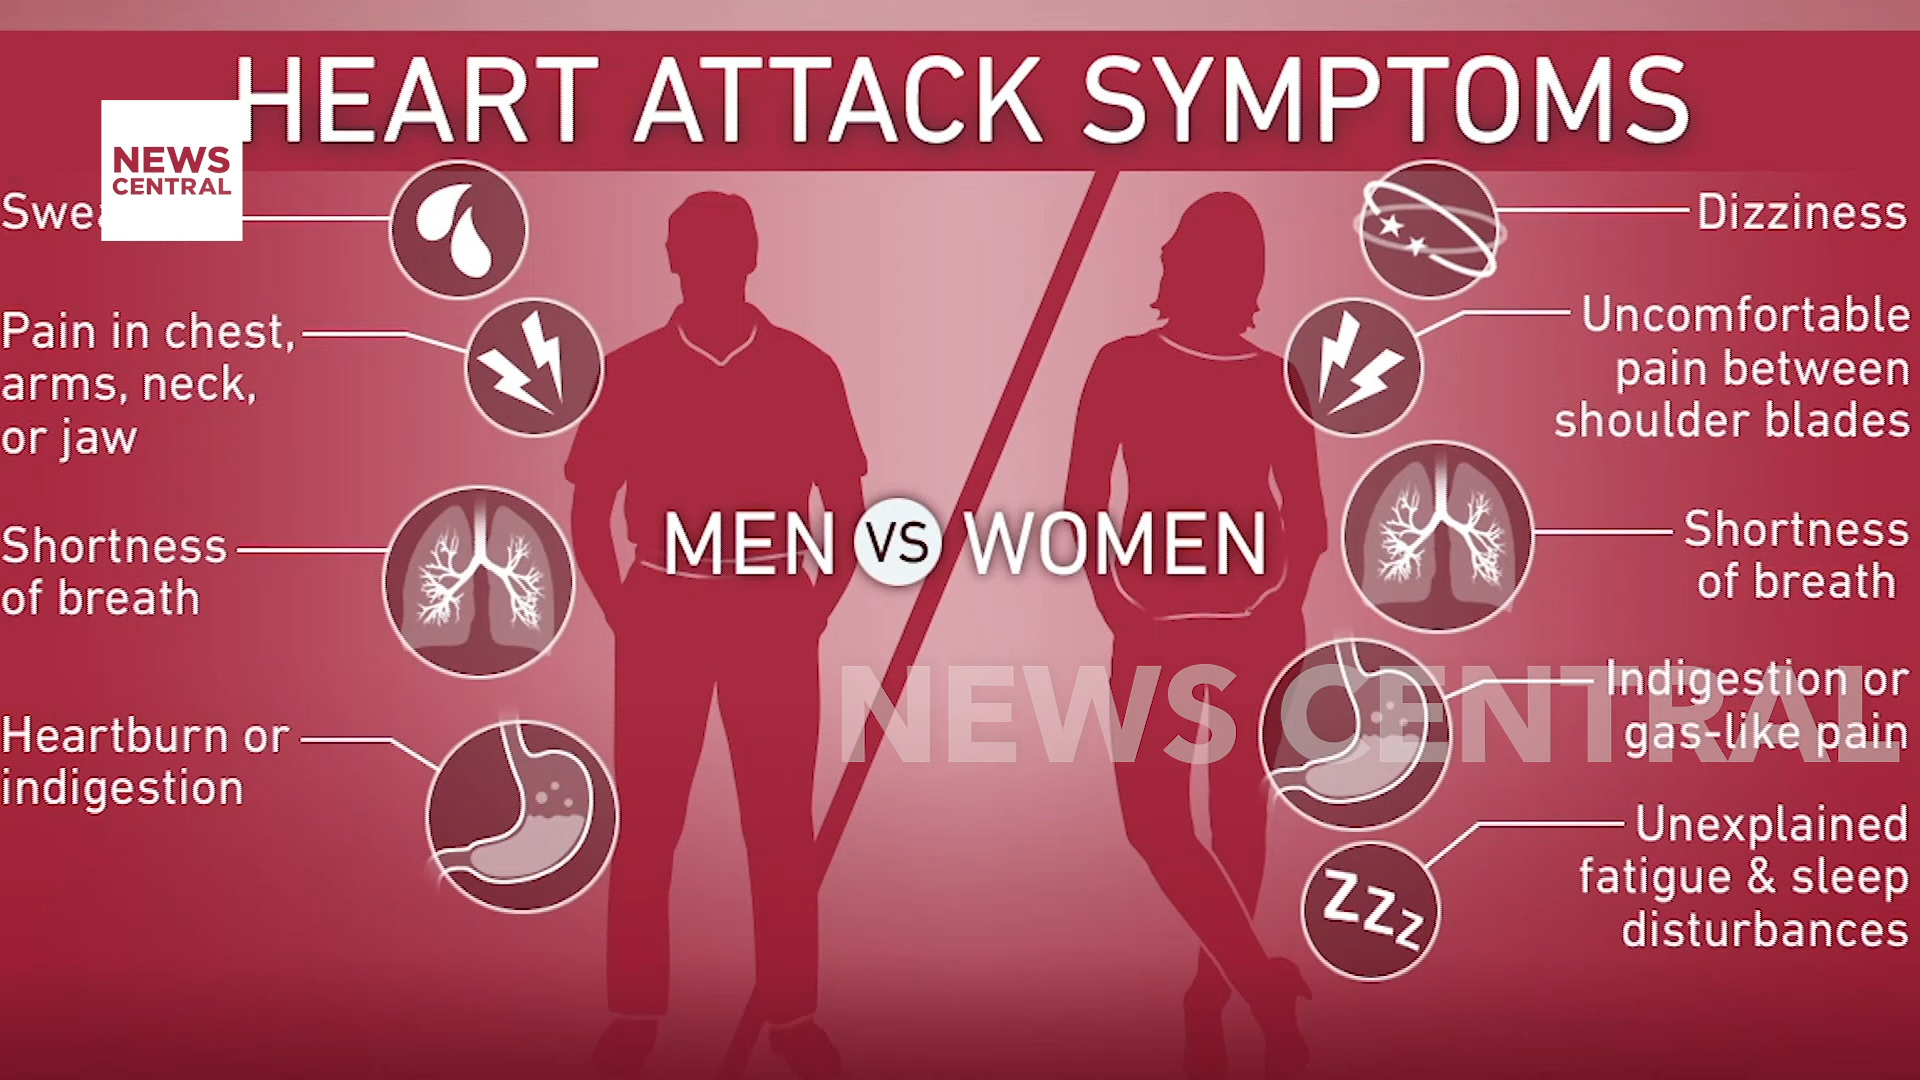 HEART ATTACK SYMPTOMS
NEWS
CENTRAL
Pain in chest,
arms, neck,
or jaw
Shortness
of breath
Heartburn or
indigestion
MEN VS WOMEN
Dizziness
Uncomfortable
pain between
shoulder blades
Shortness
of breath
Indigestion or
gas-like pain
Unexplained
fatigue & sleep
disturbances
zzz
NEWS CENTRAL